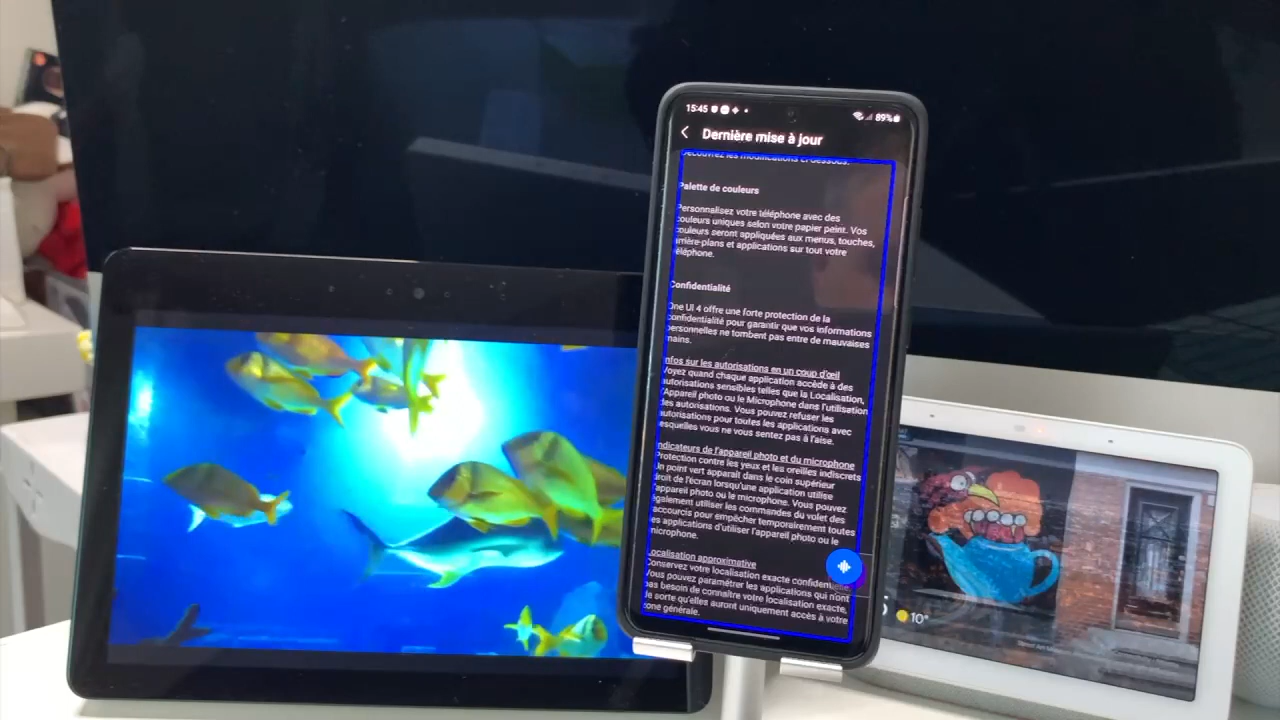 15:45
89%
Dernière mise à jour
Découvrez les modifications ci-dessous.
Palette de couleurs
Personnalisez votre téléphone avec des
couleurs uniques selon votre papier peint. Vos
couleurs seront appliquées aux menus, touches,
arrière-plans et applications sur tout votre
téléphone.
Confidentialité
One UI 4 offre une forte protection de la
confidentialité pour garantir que vos informations
personnelles ne tombent pas entre de mauvaises
mains.
Infos sur les autorisations en un coup d'œil
Voyez quand chaque application accède à des
autorisations sensibles telles que la Localisation,
l'Appareil photo ou le Microphone dans l'utilisation
des autorisations. Vous pouvez refuser les
autorisations pour toutes les applications avec
lesquelles vous ne vous sentez pas à l'aise.
Indicateurs de l'appareil photo et du microphone
Protection contre les yeux et les oreilles indiscrets
Un point vert apparaît dans le coin supérieur
droit de l'écran lorsqu'une application utilise
l'appareil photo ou le microphone. Vous pouvez
également utiliser les commandes du volet des
raccourcis pour empêcher temporairement toutes
les applications d'utiliser l'appareil photo ou le
microphone.
Localisation approximative
Conservez votre localisation exacte confidentielle.
Vous pouvez paramétrer les applications qui n'ont
pas besoin de connaître votre localisation exacte,
de sorte qu'elles auront uniquement accès à votre
zone générale.
10°